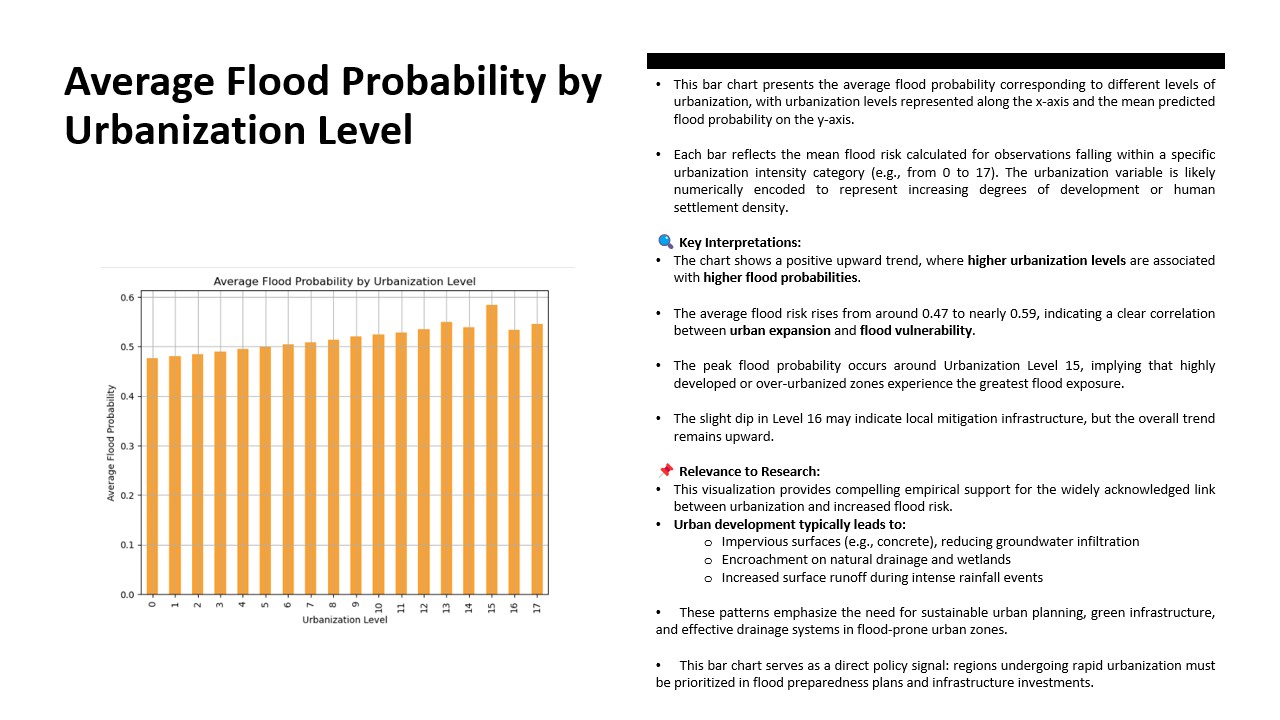 Average Flood Probability by
Urbanization Level
Average Flood Probability by Urbanization Level
Average Flood Probability
0.6
0.5
0.4
0.3
0.2
0.1
0.0
0 1 2 3 4 5 6 7 8 9 10 11 12 13 14 15 16 17
Urbanization Level
• This bar chart presents the average flood probability corresponding to different levels of
urbanization, with urbanization levels represented along the x-axis and the mean predicted
flood probability on the y-axis.
• Each bar reflects the mean flood risk calculated for observations falling within a specific
urbanization intensity category (e.g., from 0 to 17). The urbanization variable is likely
numerically encoded to represent increasing degrees of development or human
settlement density.
🔍 Key Interpretations:
• The chart shows a positive upward trend, where higher urbanization levels are associated
with higher flood probabilities.
• The average flood risk rises from around 0.47 to nearly 0.59, indicating a clear correlation
between urban expansion and flood vulnerability.
• The peak flood probability occurs around Urbanization Level 15, implying that highly
developed or over-urbanized zones experience the greatest flood exposure.
• The slight dip in Level 16 may indicate local mitigation infrastructure, but the overall trend
remains upward.
📌 Relevance to Research:
• This visualization provides compelling empirical support for the widely acknowledged link
between urbanization and increased flood risk.
• Urban development typically leads to:
o Impervious surfaces (e.g., concrete), reducing groundwater infiltration
o Encroachment on natural drainage and wetlands
o Increased surface runoff during intense rainfall events
• These patterns emphasize the need for sustainable urban planning, green infrastructure,
and effective drainage systems in flood-prone urban zones.
• This bar chart serves as a direct policy signal: regions undergoing rapid urbanization must
be prioritized in flood preparedness plans and infrastructure investments.